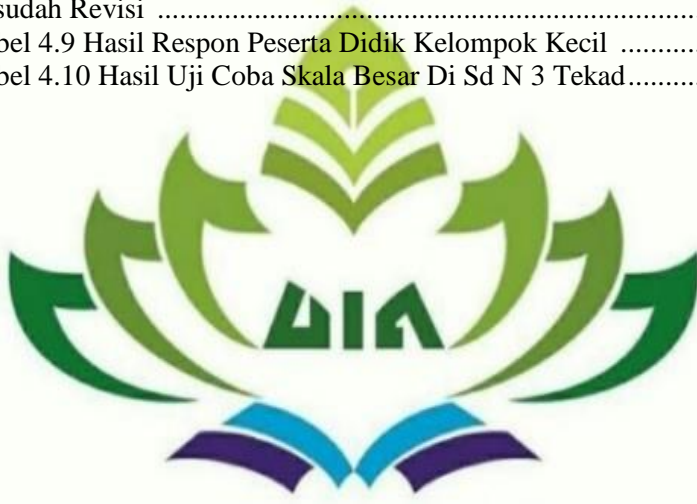 sudah Revisi ................................................................
bel 4.9 Hasil Respon Peserta Didik Kelompok Kecil ..........
bel 4.10 Hasil Uji Coba Skala Besar Di Sd N 3 Tekad.........
UIN